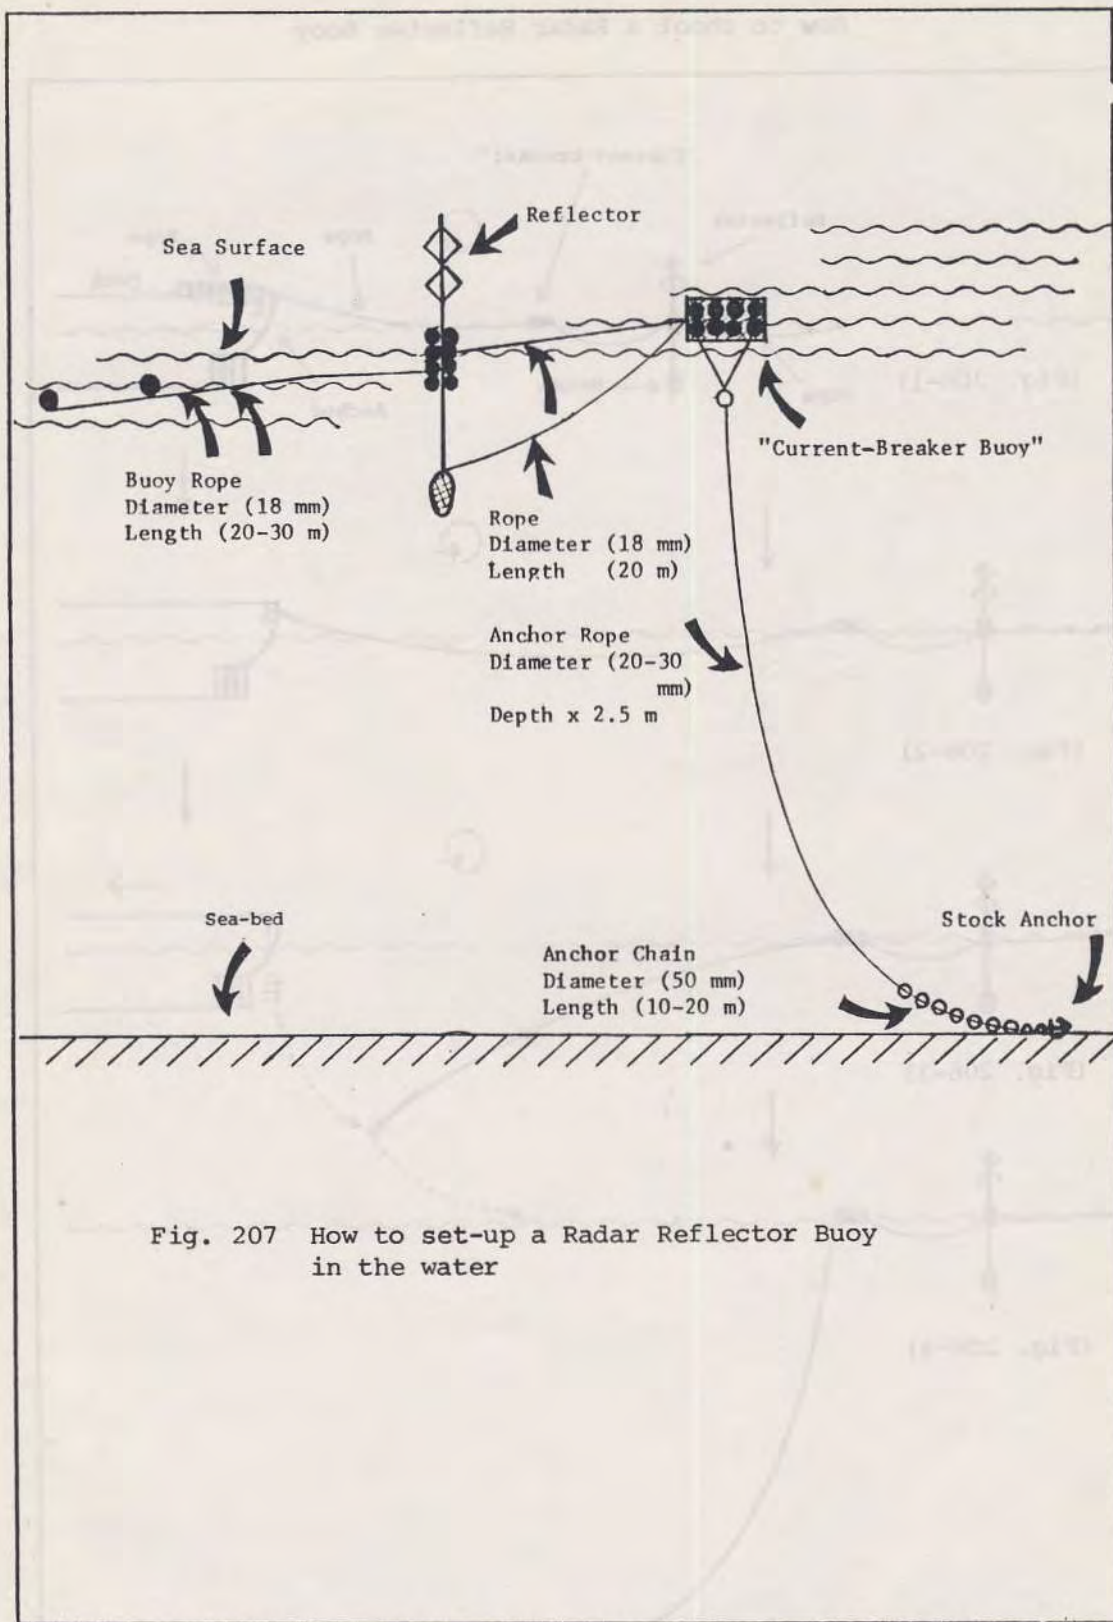 Reflector
Sea Surface
"Current-Breaker Buoy"
Buoy Rope
Diameter (18 mm)
Length (20-30 m)
Rope
Diameter (18 mm)
Length (20 m)
Anchor Rope
Diameter (20-30
mm)
Depth x 2.5 m
Sea-bed
Stock Anchor
Anchor Chain
Diameter (50 mm)
Length (10-20 m)
Fig. 207 How to set-up a Radar Reflector Buoy
in the water